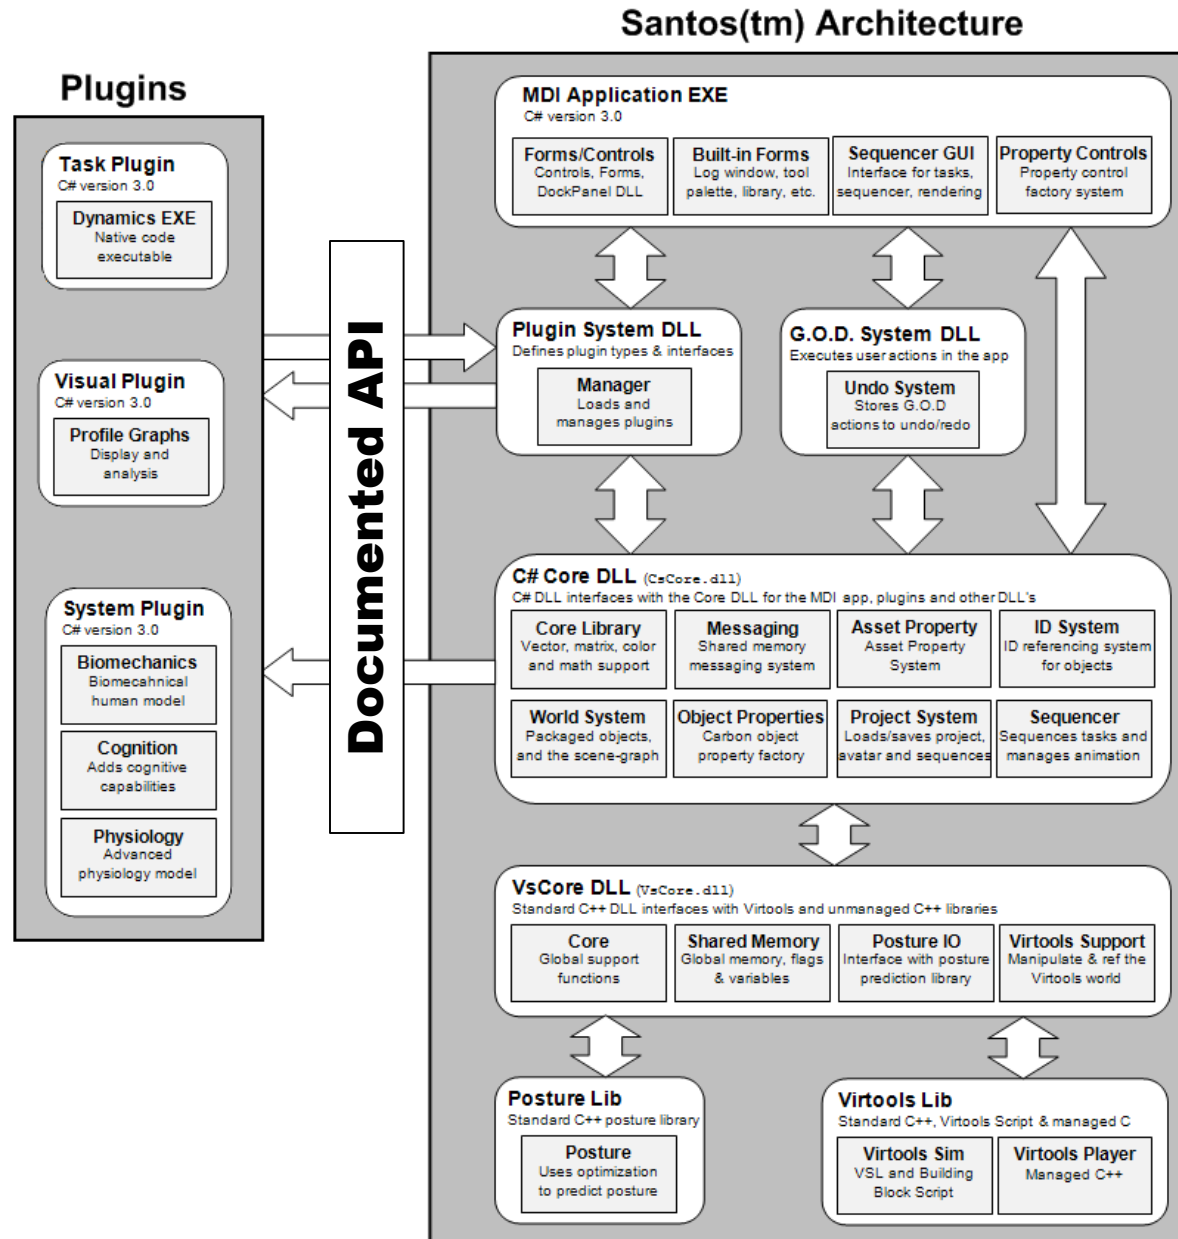 Santos(tm) Architecture
Plugins
Task Plugin
C# version 3.0
Dynamics EXE
Native code
executable
Visual Plugin
C# version 3.0
Profile Graphs
Display and
analysis
System Plugin
C# version 3.0
Biomechanics
Biomecahnical
human model
Cognition
Adds cognitive
capabilities
Physiology
Advanced
physiology model
Documented API
MDI Application EXE
C# version 3.0
Forms/Controls
Controls, Forms,
DockPanel DLL
Built-in Forms
Log window, tool
palette, library, etc.
Sequencer GUI
Interface for tasks,
sequencer, rendering
Property Controls
Property control
factory system
Plugin System DLL
Defines plugin types & interfaces
Manager
Loads and
manages plugins
G.O.D. System DLL
Executes user actions in the app
Undo System
Stores G.O.D
actions to undo/redo
C# Core DLL (CsCore.dll)
C# DLL interfaces with the Core DLL for the MDI app, plugins and other DLL's
Core Library
Vector, matrix, color
and math support
Messaging
Shared memory
messaging system
Asset Property
Asset Property
System
ID System
ID referencing system
for objects
World System
Packaged objects,
and the scene-graph
Object Properties
Carbon object
property factory
Project System
Loads/saves project,
avatar and sequences
Sequencer
Sequences tasks and
manages animation
VsCore DLL (VsCore.dll)
Standard C++ DLL interfaces with Virtools and unmanaged C++ libraries
Core
Global support
functions
Shared Memory
Global memory, flags
& variables
Posture IO
Interface with posture
prediction library
Virtools Support
Manipulate & ref the
Virtools world
Posture Lib
Standard C++ posture library
Posture
Uses optimization
to predict posture
Virtools Lib
Standard C++, Virtools Script & managed C
Virtools Sim
VSL and Building
Block Script
Virtools Player
Managed C++